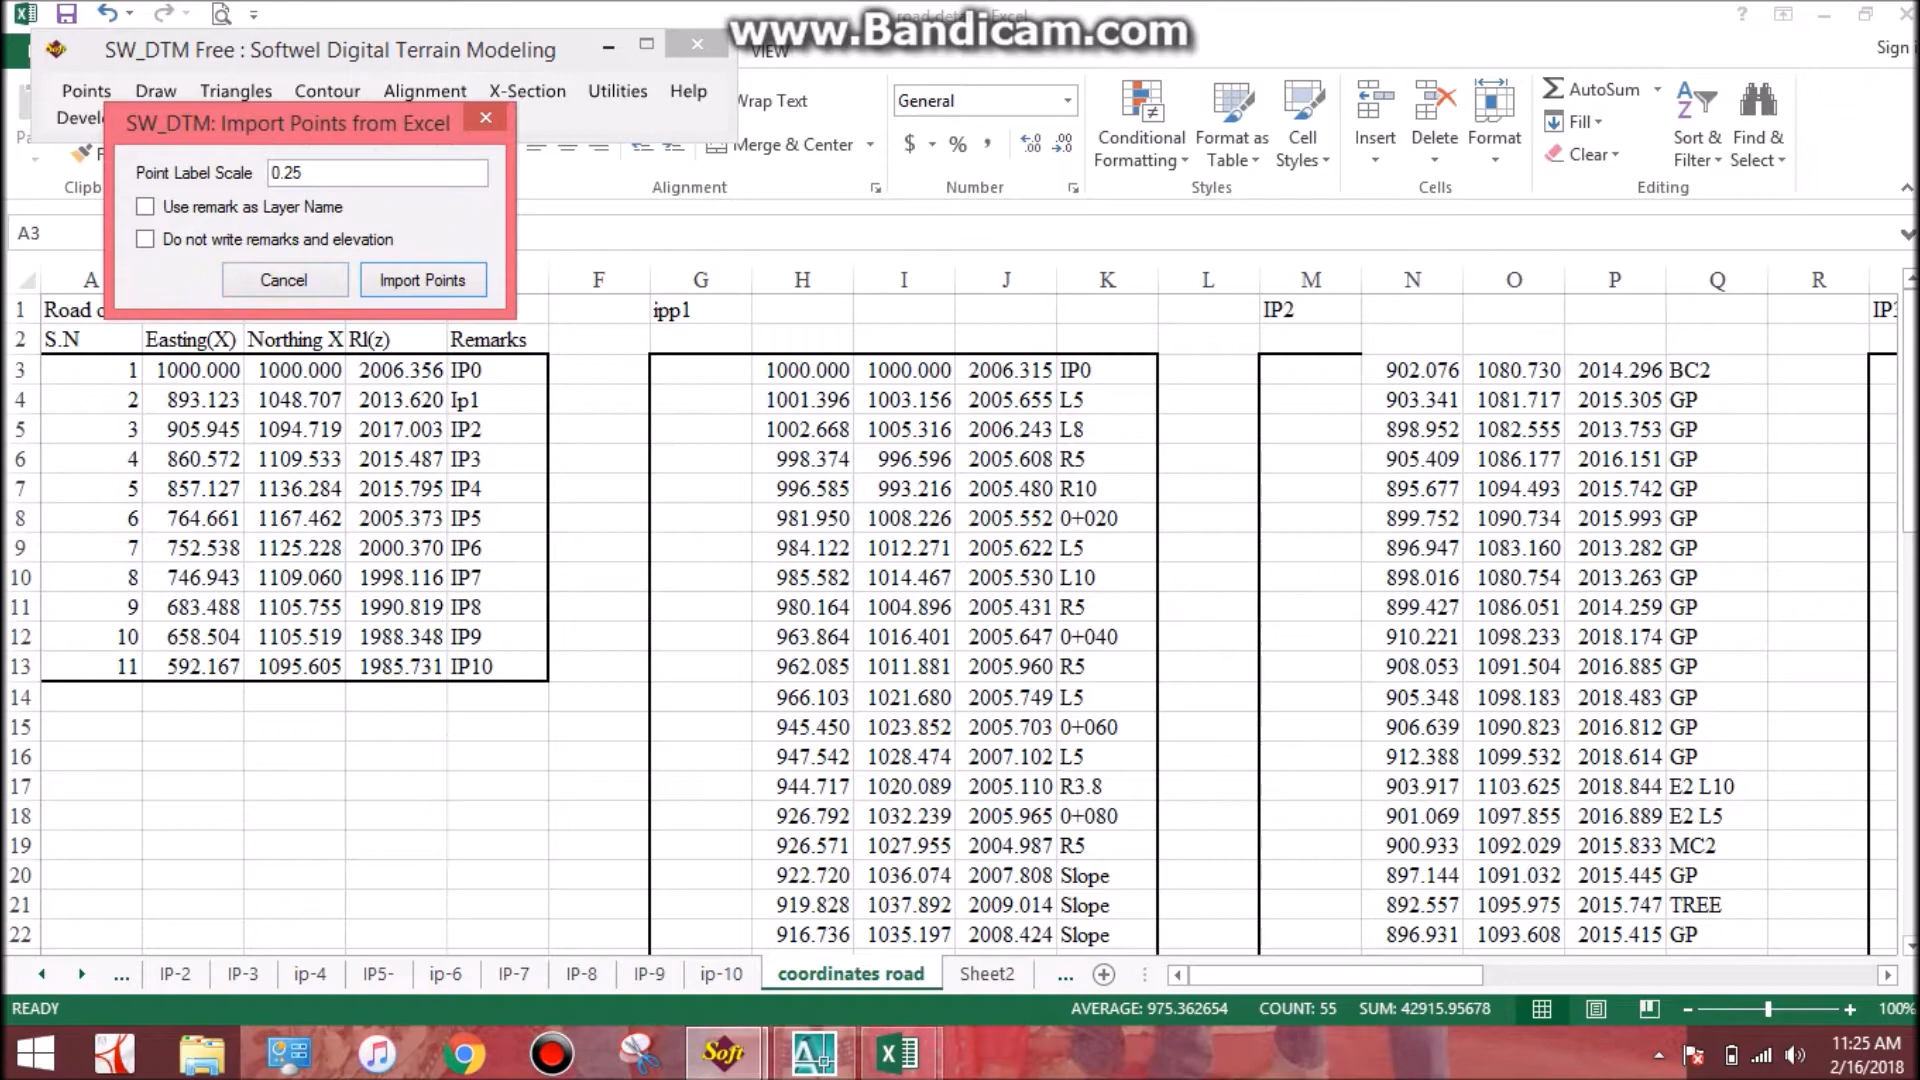 www.Bandicam.com
SW_DTM Free : Softwel Digital Terrain Modeling
VIEW
Sign
Points Draw Triangles Contour Alignment X-Section Utilities Help
Develo
SW_DTM: Import Points from Excel
Point Label Scale 0.25
Use remark as Layer Name
Do not write remarks and elevation
Cancel Import Points
Wrap Text
Merge & Center
General
$ % ,
Conditional Formatting
Format as Table
Cell Styles
Insert Delete Format
AutoSum
Fill
Clear
Sort & Filter
Find & Select
Clipb Alignment Number Styles Cells Editing
A3
A F G H I J K L M N O P Q R
1 Road ipp1 IP2
2 S.N Easting(X) Northing X Rl(z) Remarks
3 1 1000.000 1000.000 2006.356 IP0 1000.000 1000.000 2006.315 IP0 902.076 1080.730 2014.296 BC2
4 2 893.123 1048.707 2013.620 Ip1 1001.396 1003.156 2005.655 L5 903.341 1081.717 2015.305 GP
5 3 905.945 1094.719 2017.003 IP2 1002.668 1005.316 2006.243 L8 898.952 1082.555 2013.753 GP
6 4 860.572 1109.533 2015.487 IP3 998.374 996.596 2005.608 R5 905.409 1086.177 2016.151 GP
7 5 857.127 1136.284 2015.795 IP4 996.585 993.216 2005.480 R10 895.677 1094.493 2015.742 GP
8 6 764.661 1167.462 2005.373 IP5 981.950 1008.226 2005.552 0+020 899.752 1090.734 2015.993 GP
9 7 752.538 1125.228 2000.370 IP6 984.122 1012.271 2005.622 L5 896.947 1083.160 2013.282 GP
10 8 746.943 1109.060 1998.116 IP7 985.582 1014.467 2005.530 L10 898.016 1080.754 2013.263 GP
11 9 683.488 1105.755 1990.819 IP8 980.164 1004.896 2005.431 R5 899.427 1086.051 2014.259 GP
12 10 658.504 1105.519 1988.348 IP9 963.864 1016.401 2005.647 0+040 910.221 1098.233 2018.174 GP
13 11 592.167 1095.605 1985.731 IP10 962.085 1011.881 2005.960 R5 908.053 1091.504 2016.885 GP
14 966.103 1021.680 2005.749 L5 905.348 1098.183 2018.483 GP
15 945.450 1023.852 2005.703 0+060 906.639 1090.823 2016.812 GP
16 947.542 1028.474 2007.102 L5 912.388 1099.532 2018.614 GP
17 944.717 1020.089 2005.110 R3.8 903.917 1103.625 2018.844 E2 L10
18 926.792 1032.239 2005.965 0+080 901.069 1097.855 2016.889 E2 L5
19 926.571 1027.955 2004.987 R5 900.933 1092.029 2015.833 MC2
20 922.720 1036.074 2007.808 Slope 897.144 1091.032 2015.445 GP
21 919.828 1037.892 2009.014 Slope 892.557 1095.975 2015.747 TREE
22 916.736 1035.197 2008.424 Slope 896.931 1093.608 2015.415 GP
... IP-2 IP-3 ip-4 IP5- ip-6 IP-7 IP-8 IP-9 ip-10 coordinates road Sheet2 ...
READY AVERAGE: 975.362654 COUNT: 55 SUM: 42915.95678 100%
Soft
11:25 AM
2/16/2018